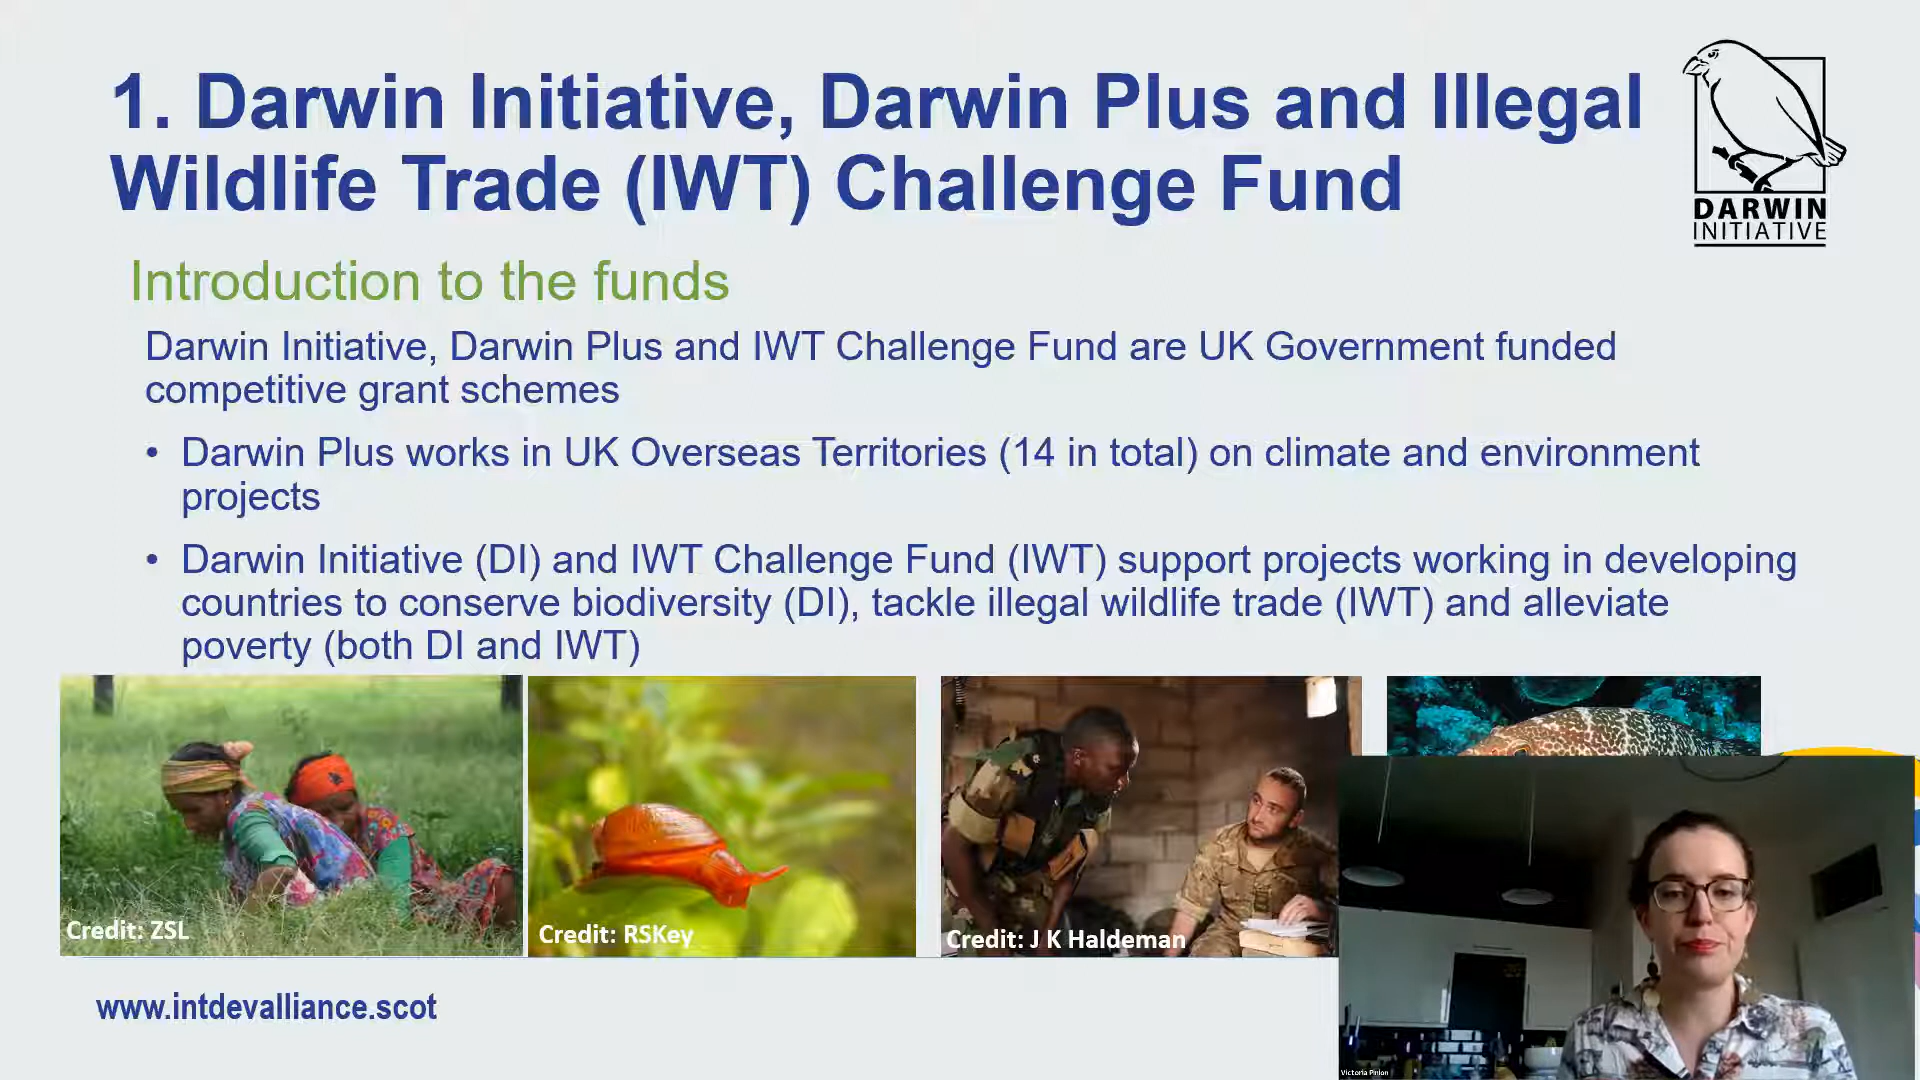 1. Darwin Initiative, Darwin Plus and Illegal
Wildlife Trade (IWT) Challenge Fund
DARWIN
INITIATIVE
Introduction to the funds
Darwin Initiative, Darwin Plus and IWT Challenge Fund are UK Government funded
competitive grant schemes
• Darwin Plus works in UK Overseas Territories (14 in total) on climate and environment
projects
• Darwin Initiative (DI) and IWT Challenge Fund (IWT) support projects working in developing
countries to conserve biodiversity (DI), tackle illegal wildlife trade (IWT) and alleviate
poverty (both DI and IWT)
Credit: ZSL
Credit: RSKey
Credit: J K Haldeman
www.intdevalliance.scot
Victoria Pinion